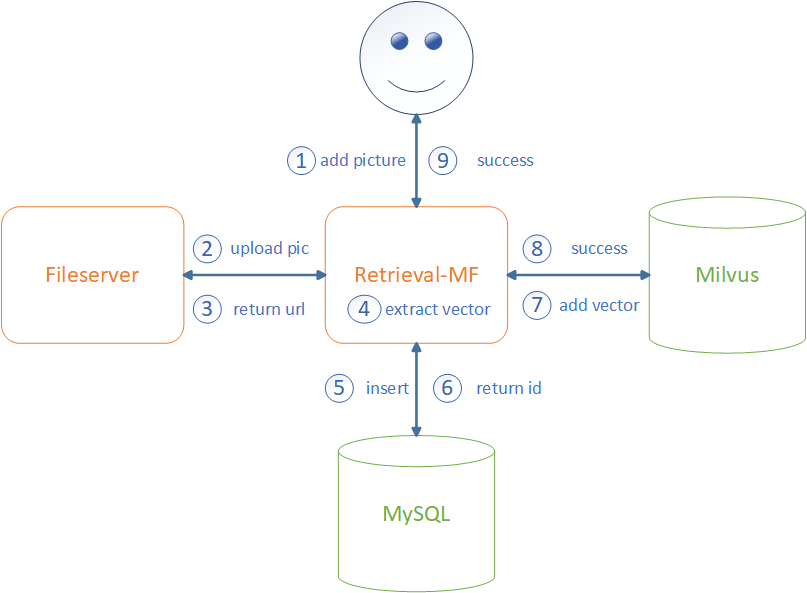 1 add picture 9 success
2 upload pic 8 success
Fileserver Retrieval-MF Milvus
3 return url 4 extract vector 7 add vector
5 insert 6 return id
MySQL